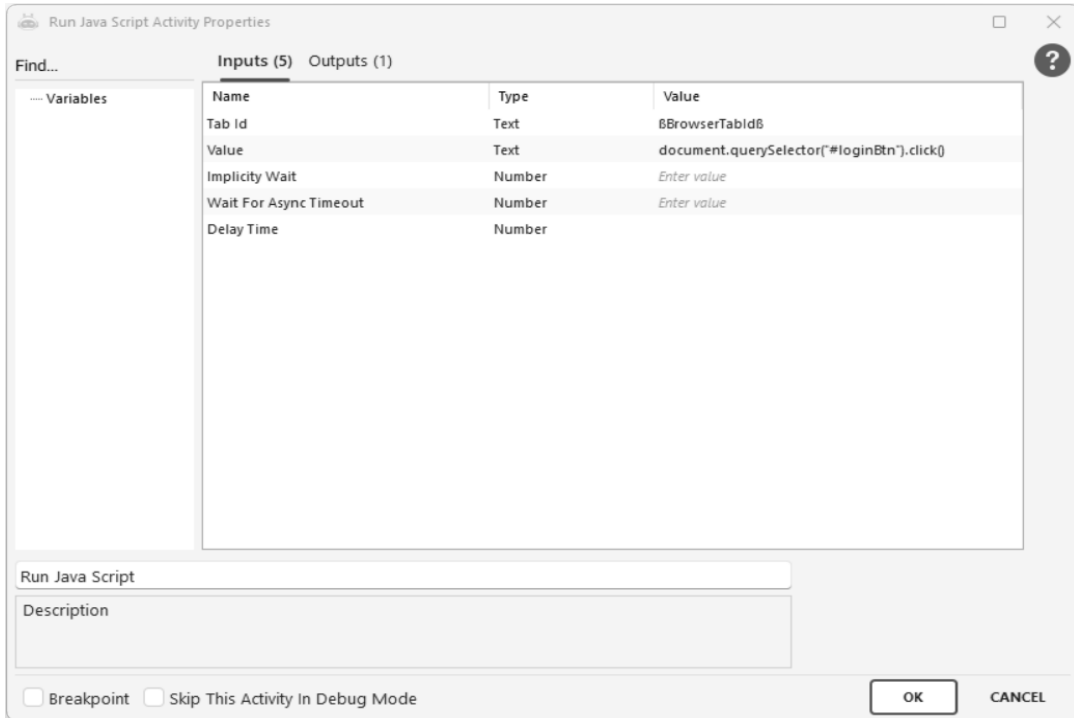 Run Java Script Activity Properties
Find...
Inputs (5) Outputs (1)
?
Variables
Name Type Value
Tab Id Text ßBrowserTabIdß
Value Text document.querySelector("#loginBtn").click()
Implicity Wait Number Enter value
Wait For Async Timeout Number Enter value
Delay Time Number
Run Java Script
Description
Breakpoint Skip This Activity In Debug Mode OK CANCEL